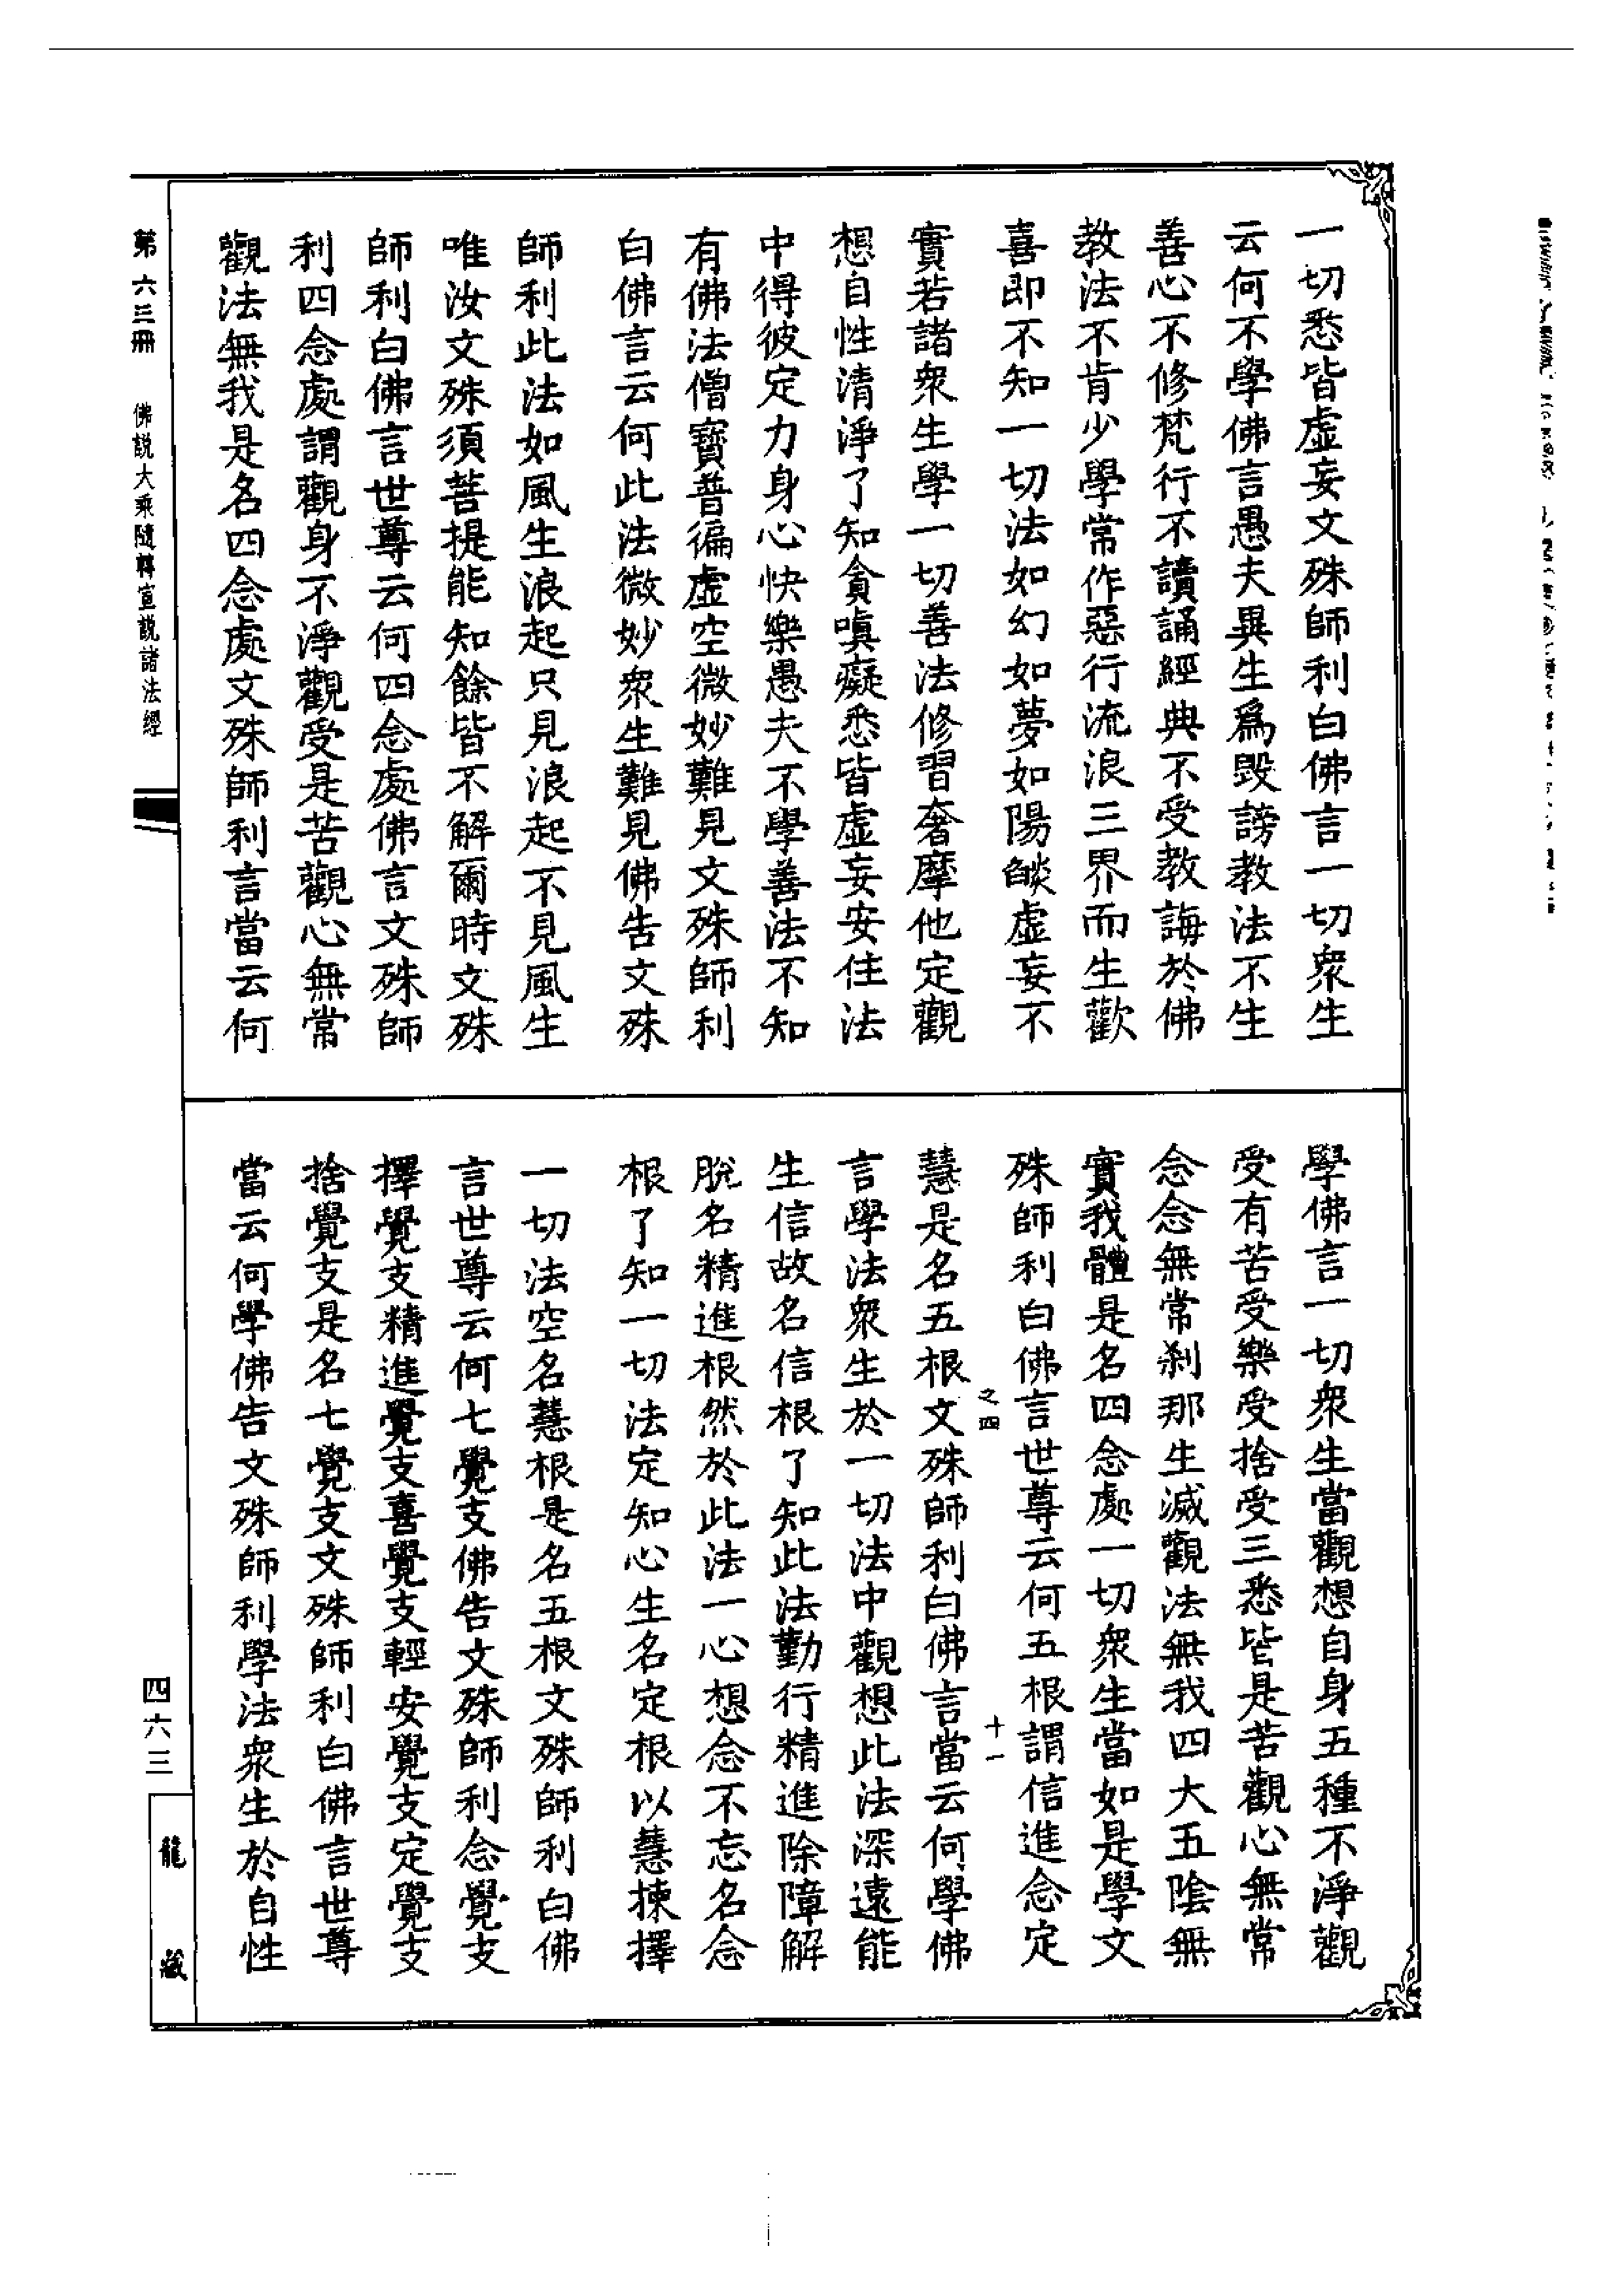 一切悉皆虛妄文殊師利白佛言一切衆生
云何不學佛言愚夫異生爲毀謗教法不生
善心不修梵行不讀誦經典不受教誨於佛
教法不肯少學常作惡行流浪三界而生歡
喜即不知一切法如幻如夢如陽燄虛妄不
實若諸衆生學一切善法修習奢摩他定觀
想自性清淨了知貪嗔癡悉皆虛妄安住法
中得彼定力身心快樂愚夫不學善法不知
有佛法僧寶普徧虛空微妙難見文殊師利
白佛言云何此法微妙衆生難見佛告文殊
師利此法如風生浪起只見浪起不見風生
唯汝文殊須菩提能知餘皆不解爾時文殊
師利白佛言世尊云何四念處佛言文殊師
利四念處謂觀身不淨觀受是苦觀心無常
觀法無我是名四念處文殊師利言當云何
學佛言一切衆生當觀想自身五種不淨觀
受有苦受樂受捨受三悉皆是苦觀心無常
念念無常刹那生滅觀法無我四大五陰無
實我體是名四念處一切衆生當如是學文
殊師利白佛言世尊云何五根謂信進念定
之四 十一
慧是名五根文殊師利白佛言當云何學佛
言學法衆生於一切法中觀想此法深遠能
生信故名信根了知此法勤行精進除障解
脫名精進根然於此法一心想念不忘名念
根了知一切法定知心生名定根以慧揀擇
一切法空名慧根是名五根文殊師利白佛
言世尊云何七覺支佛告文殊師利念覺支
擇覺支精進覺支喜覺支輕安覺支定覺支
捨覺支是名七覺支文殊師利白佛言世尊
當云何學佛告文殊師利學法衆生於自性
第六三冊 佛說大乘隨轉宣說諸法經
四六三
龍藏